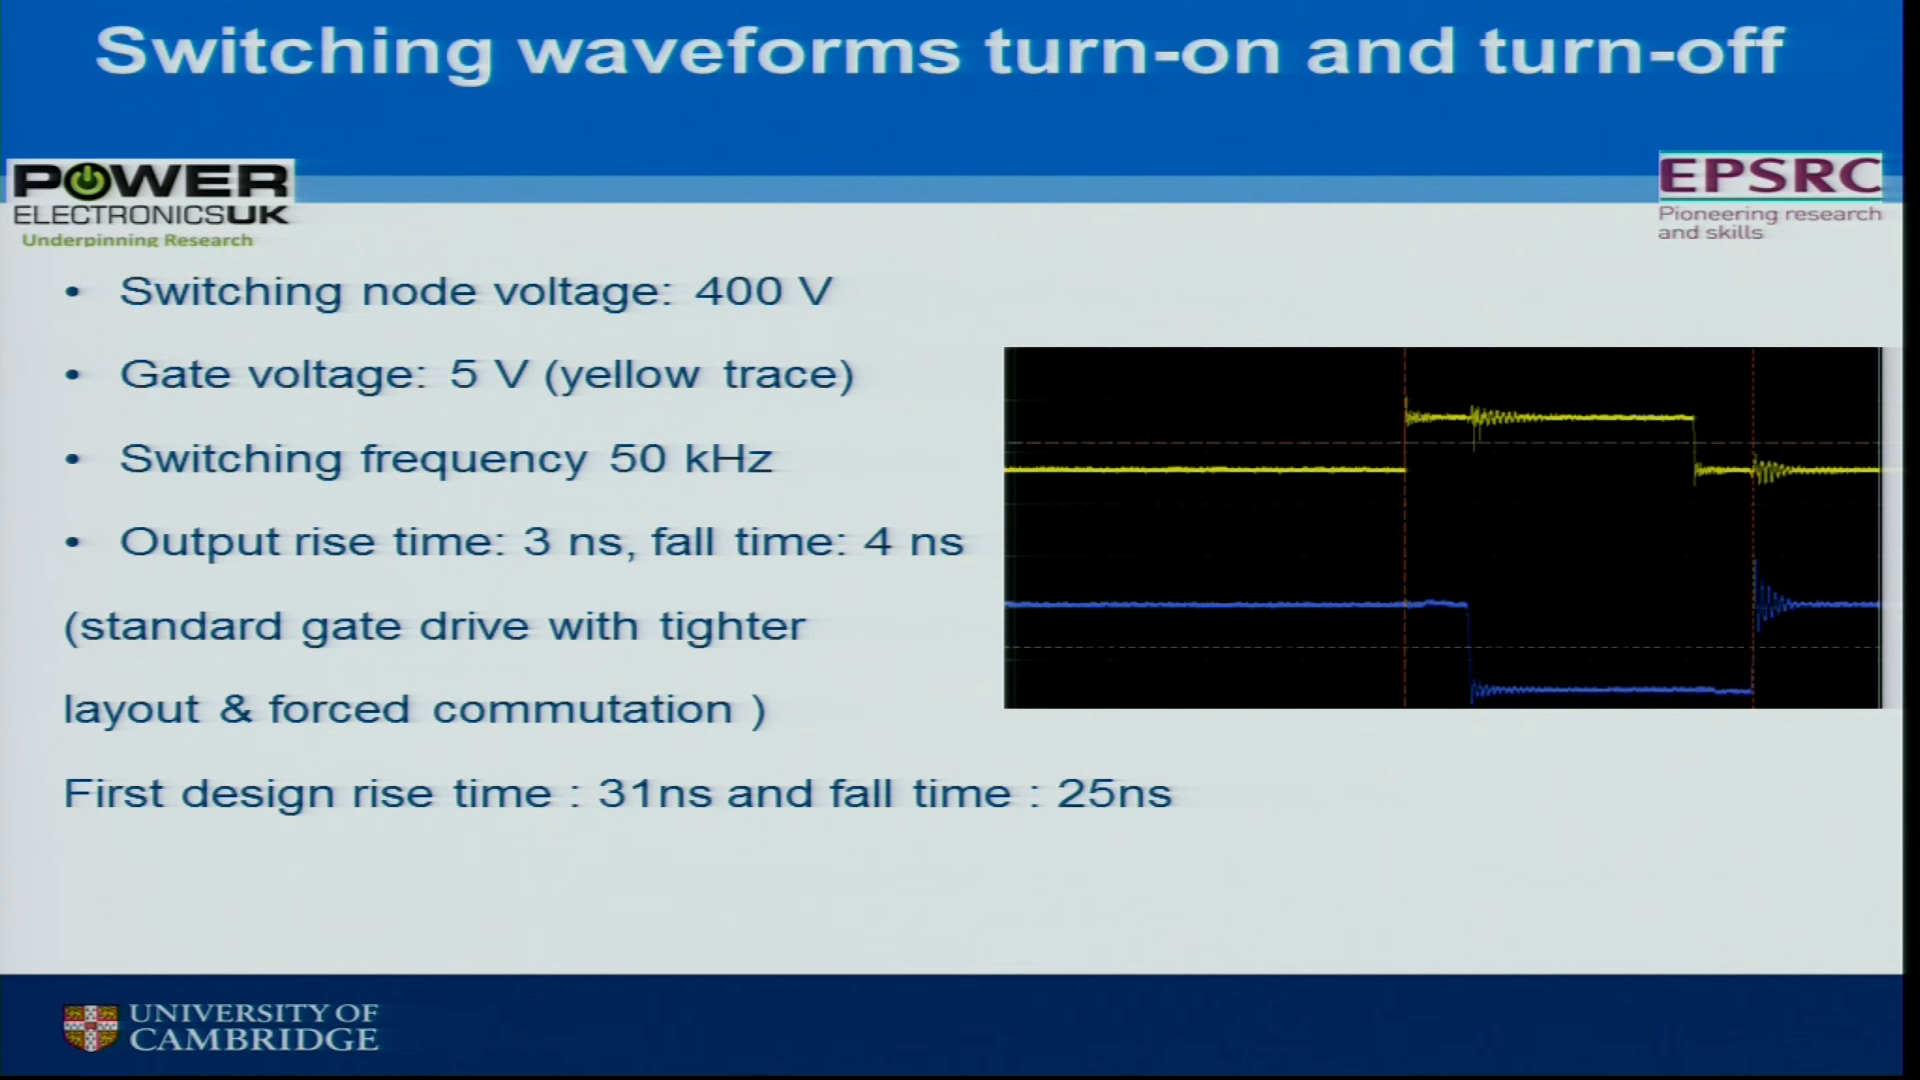 Switching waveforms turn-on and turn-off
POWER
ELECTRONICSUK
Underpinning Research
EPSRC
Pioneering research
and skills
• Switching node voltage: 400 V
• Gate voltage: 5 V (yellow trace)
• Switching frequency 50 kHz
• Output rise time: 3 ns, fall time: 4 ns
(standard gate drive with tighter
layout & forced commutation )
First design rise time : 31ns and fall time : 25ns
UNIVERSITY OF
CAMBRIDGE